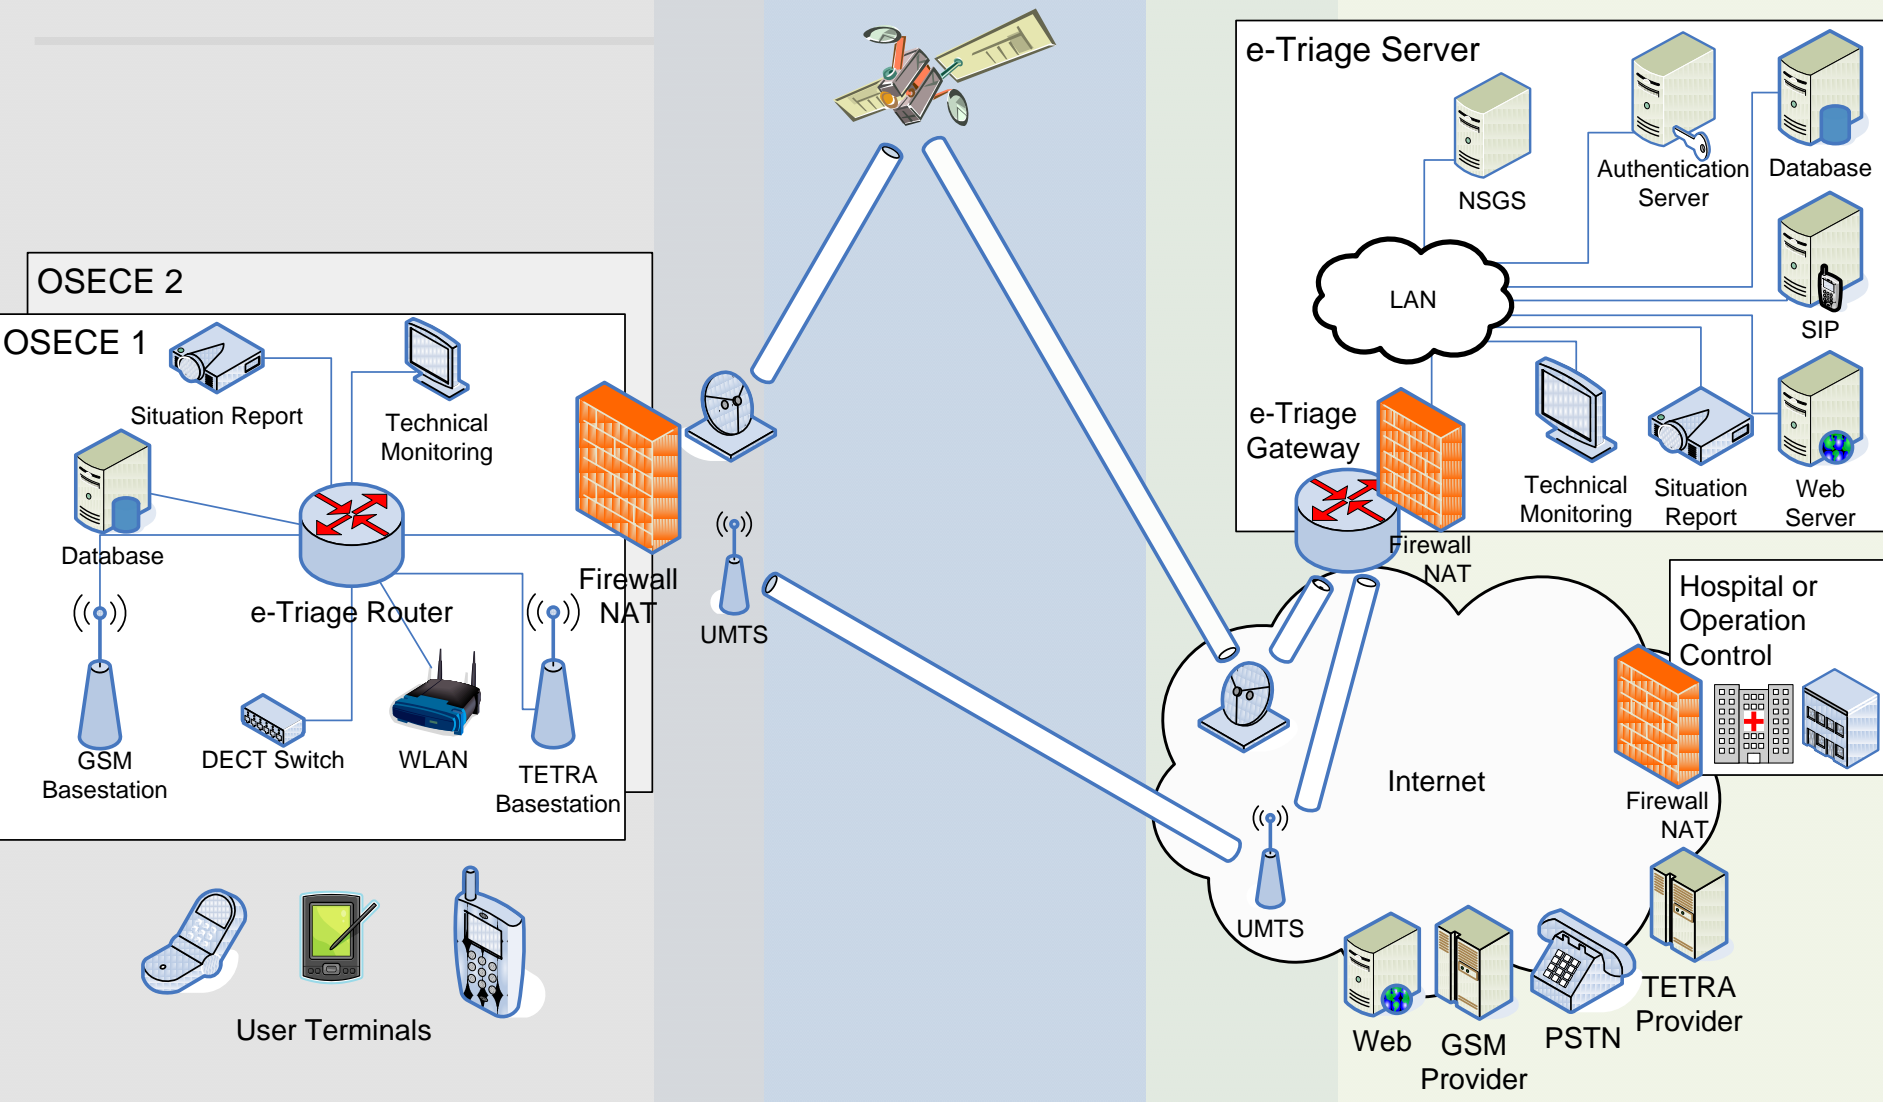 e-Triage Server
NSGS
Authentication
Server
Database
SIP
LAN
e-Triage
Gateway
Technical
Monitoring
Situation
Report
Web
Server
Firewall
NAT
OSECE 2
OSECE 1
Situation Report
Technical
Monitoring
Database
e-Triage Router
Firewall
NAT
GSM
Basestation
DECT Switch
WLAN
TETRA
Basestation
User Terminals
UMTS
Hospital or
Operation
Control
Firewall
NAT
Internet
UMTS
Web
GSM
Provider
PSTN
TETRA
Provider